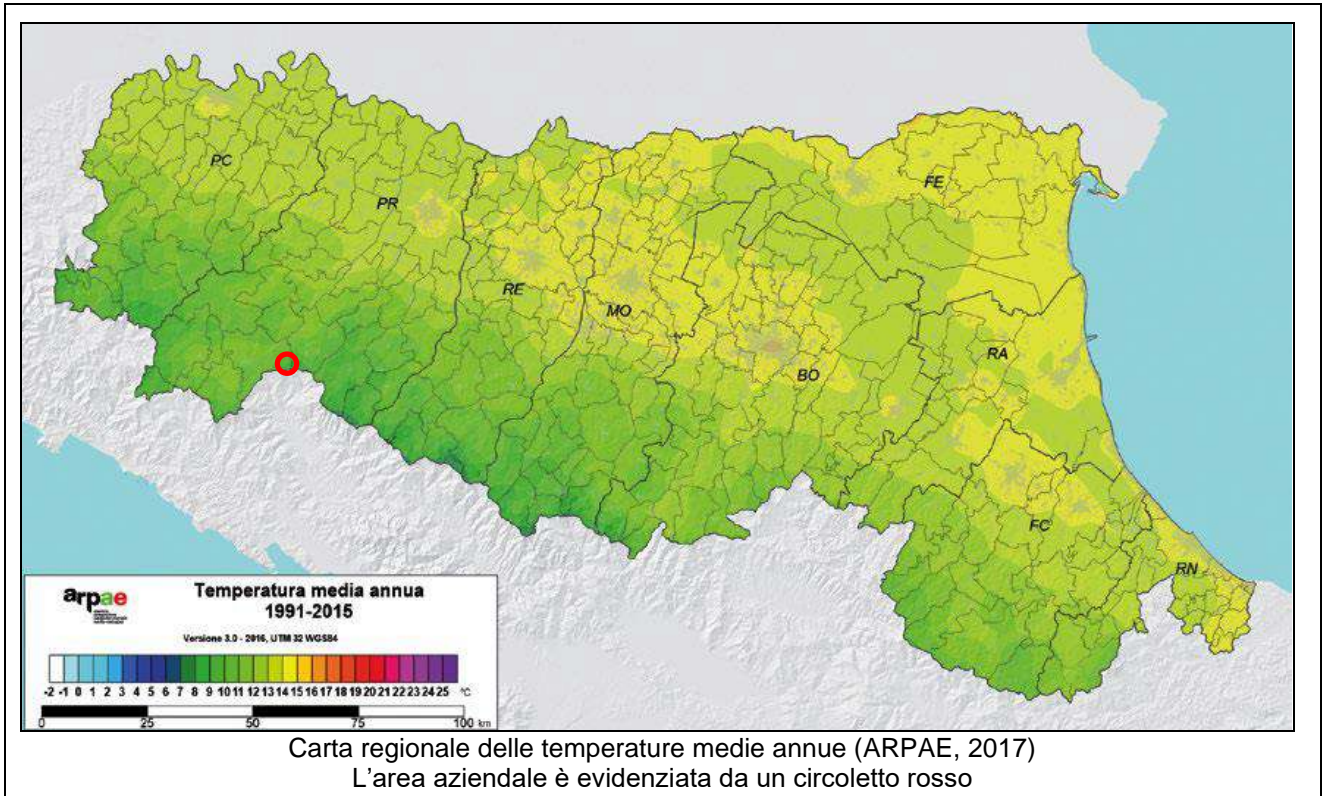 PC
PR
RE
MO
BO
FE
RA
FC
RN
arpae
Temperatura media annua
1991-2015
Versione 3.0 - 2016, UTM 32 WGS84
-2 -1 0 1 2 3 4 5 6 7 8 9 10 11 12 13 14 15 16 17 18 19 20 21 22 23 24 25 °C
0 25 50 75 100 km
Carta regionale delle temperature medie annue (ARPAE, 2017)
L'area aziendale è evidenziata da un circoletto rosso